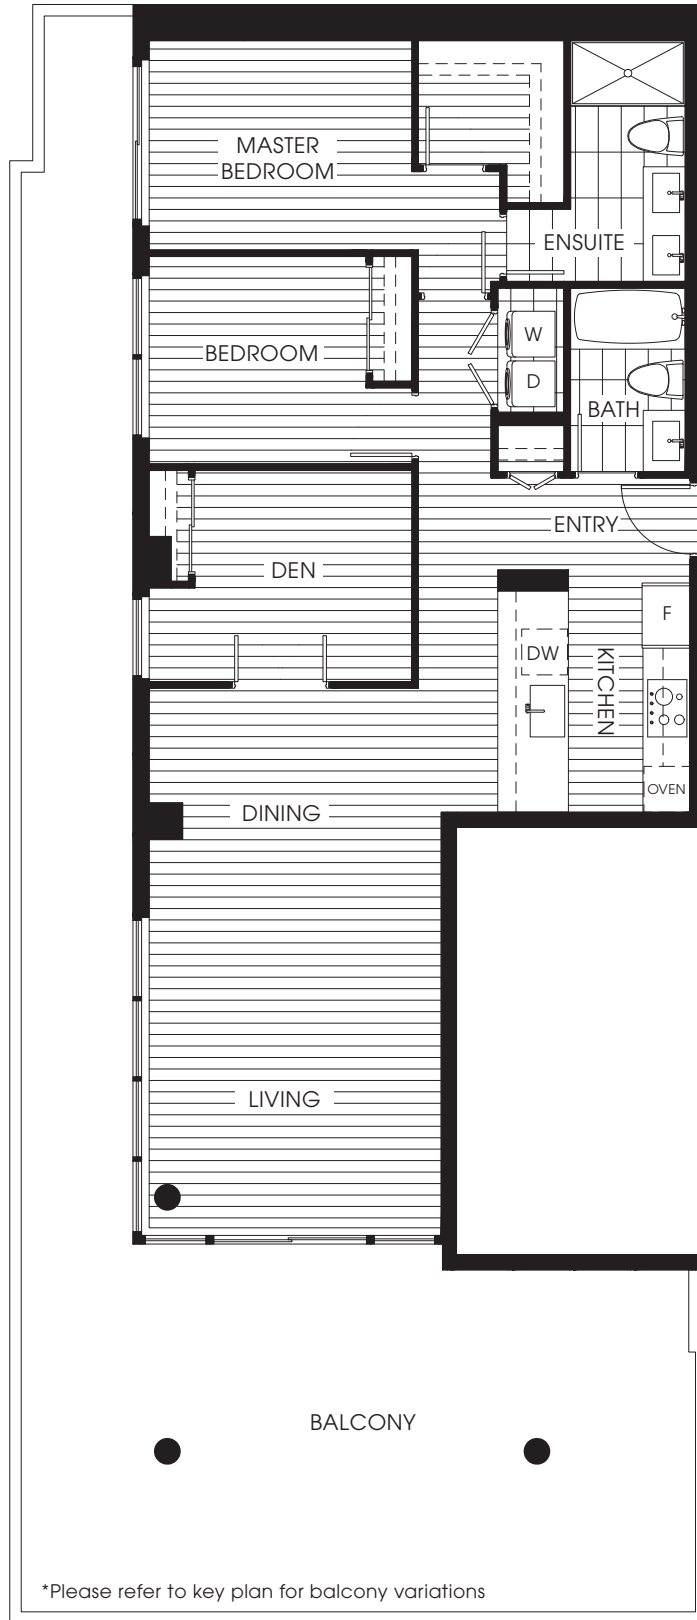 MASTER
BEDROOM
ENSUITE
BEDROOM
W
D
BATH
ENTRY
DEN
F
DW
KITCHEN
OVEN
DINING
LIVING
BALCONY
*Please refer to key plan for balcony variations